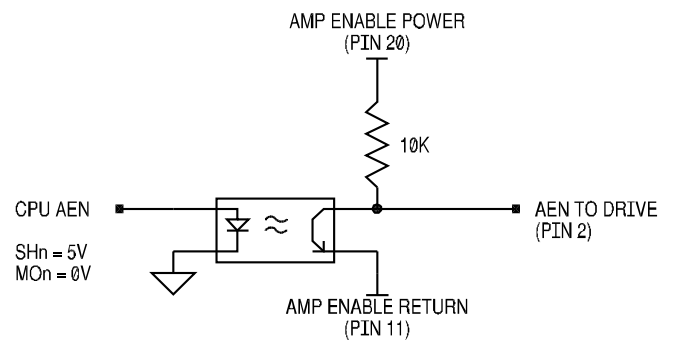 AMP ENABLE POWER
(PIN 20)
10K
CPU AEN
AEN TO DRIVE
(PIN 2)
SHn = 5V
MOn = 0V
AMP ENABLE RETURN
(PIN 11)